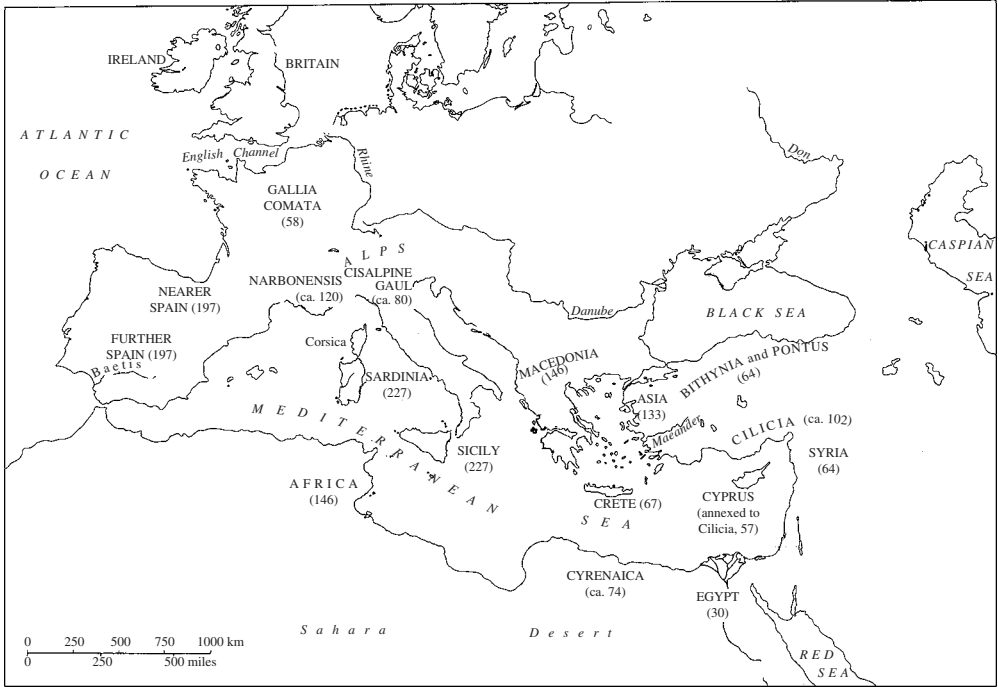 IRELAND
BRITAIN
ATLANTIC
OCEAN
English Channel
Rhine
Don
GALLIA
COMATA
(58)
ALPS
CASPIAN
SEA
NARBONENSIS
(ca. 120)
CISALPINE
GAUL
(ca. 80)
NEARER
SPAIN (197)
Danube
BLACK SEA
FURTHER
SPAIN (197)
Baetis
Corsica
SARDINIA
(227)
MACEDONIA
(146)
BITHYNIA and PONTUS
(64)
ASIA
(133)
Maeander
CILICIA (ca. 102)
MEDITERRANEAN
SEA
SICILY
(227)
SYRIA
(64)
AFRICA
(146)
CRETE (67)
CYPRUS
(annexed to
Cilicia, 57)
CYRENAICA
(ca. 74)
EGYPT
(30)
Sahara Desert
RED
SEA
0 250 500 750 1000 km
0 250 500 miles